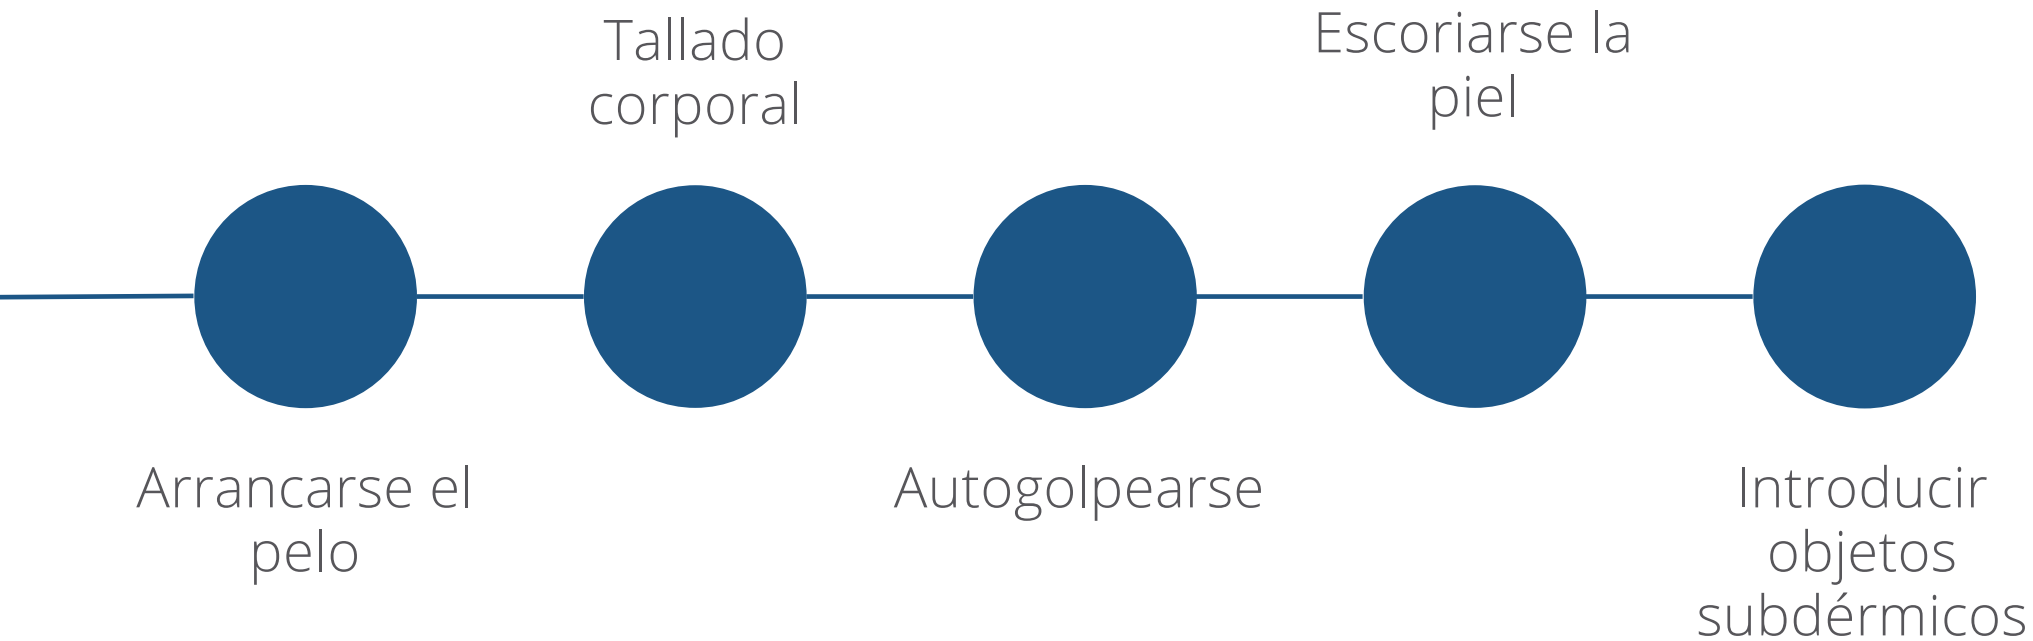 Arrancarse el
pelo
Tallado
corporal
Autogolpearse
Escoriarse la
piel
Introducir
objetos
subdérmicos